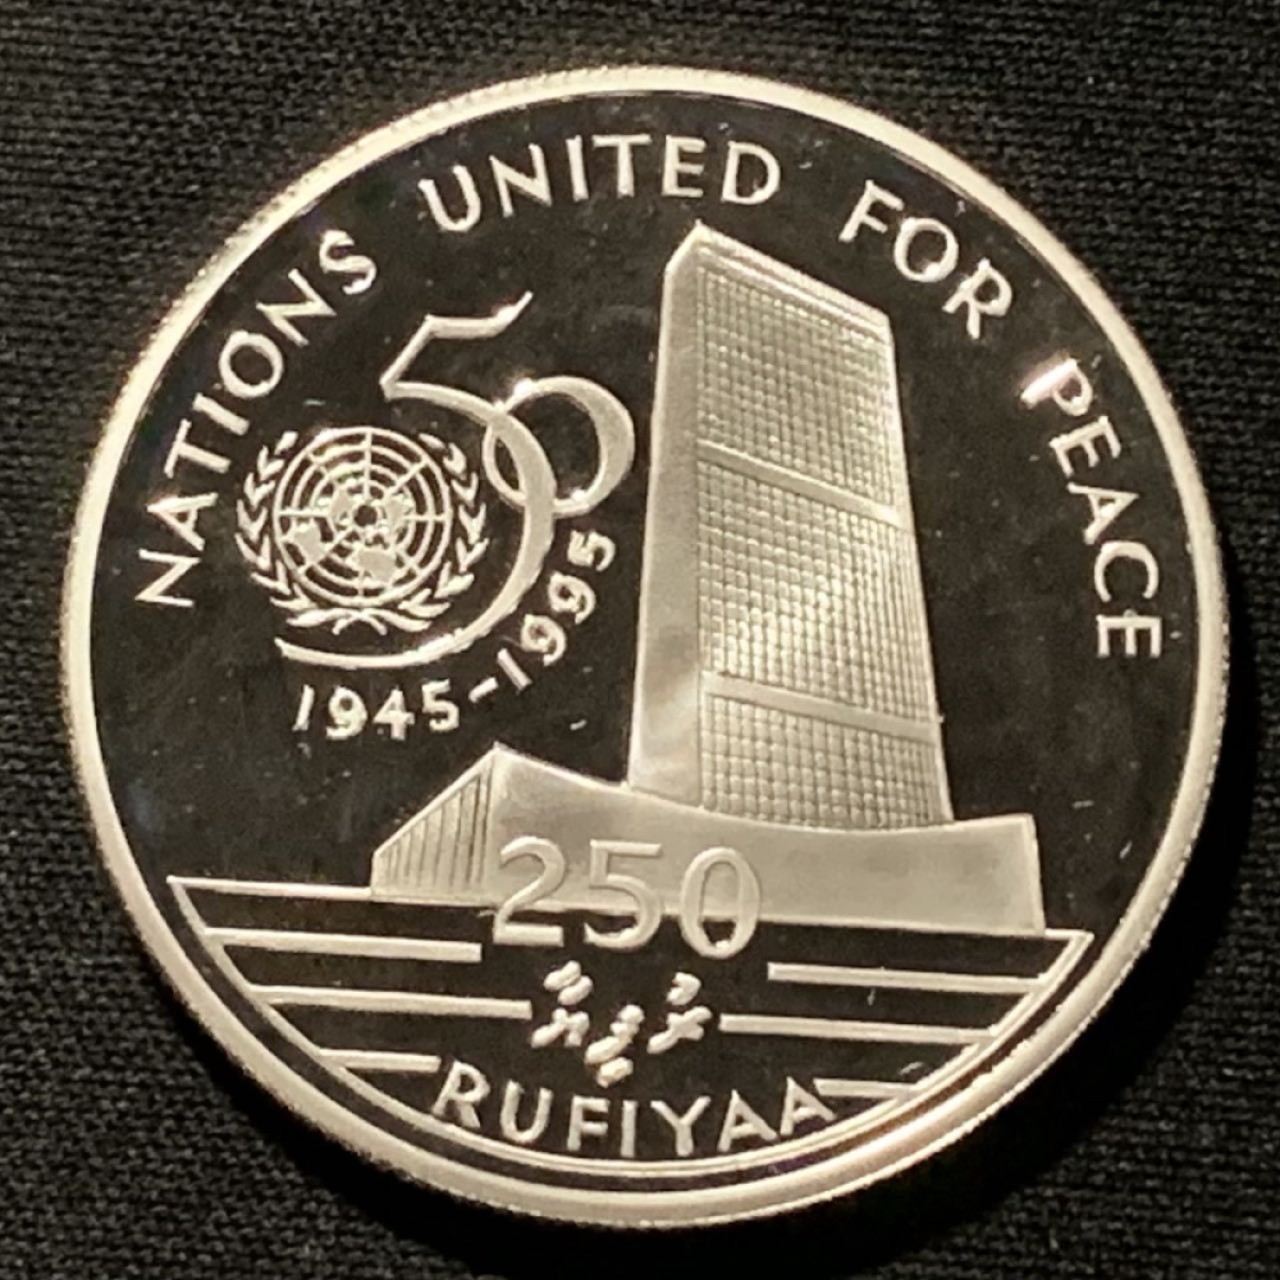 NATIONS UNITED FOR PEACE
50
1945-1995
250
ރުފިޔާ
RUFIYAA